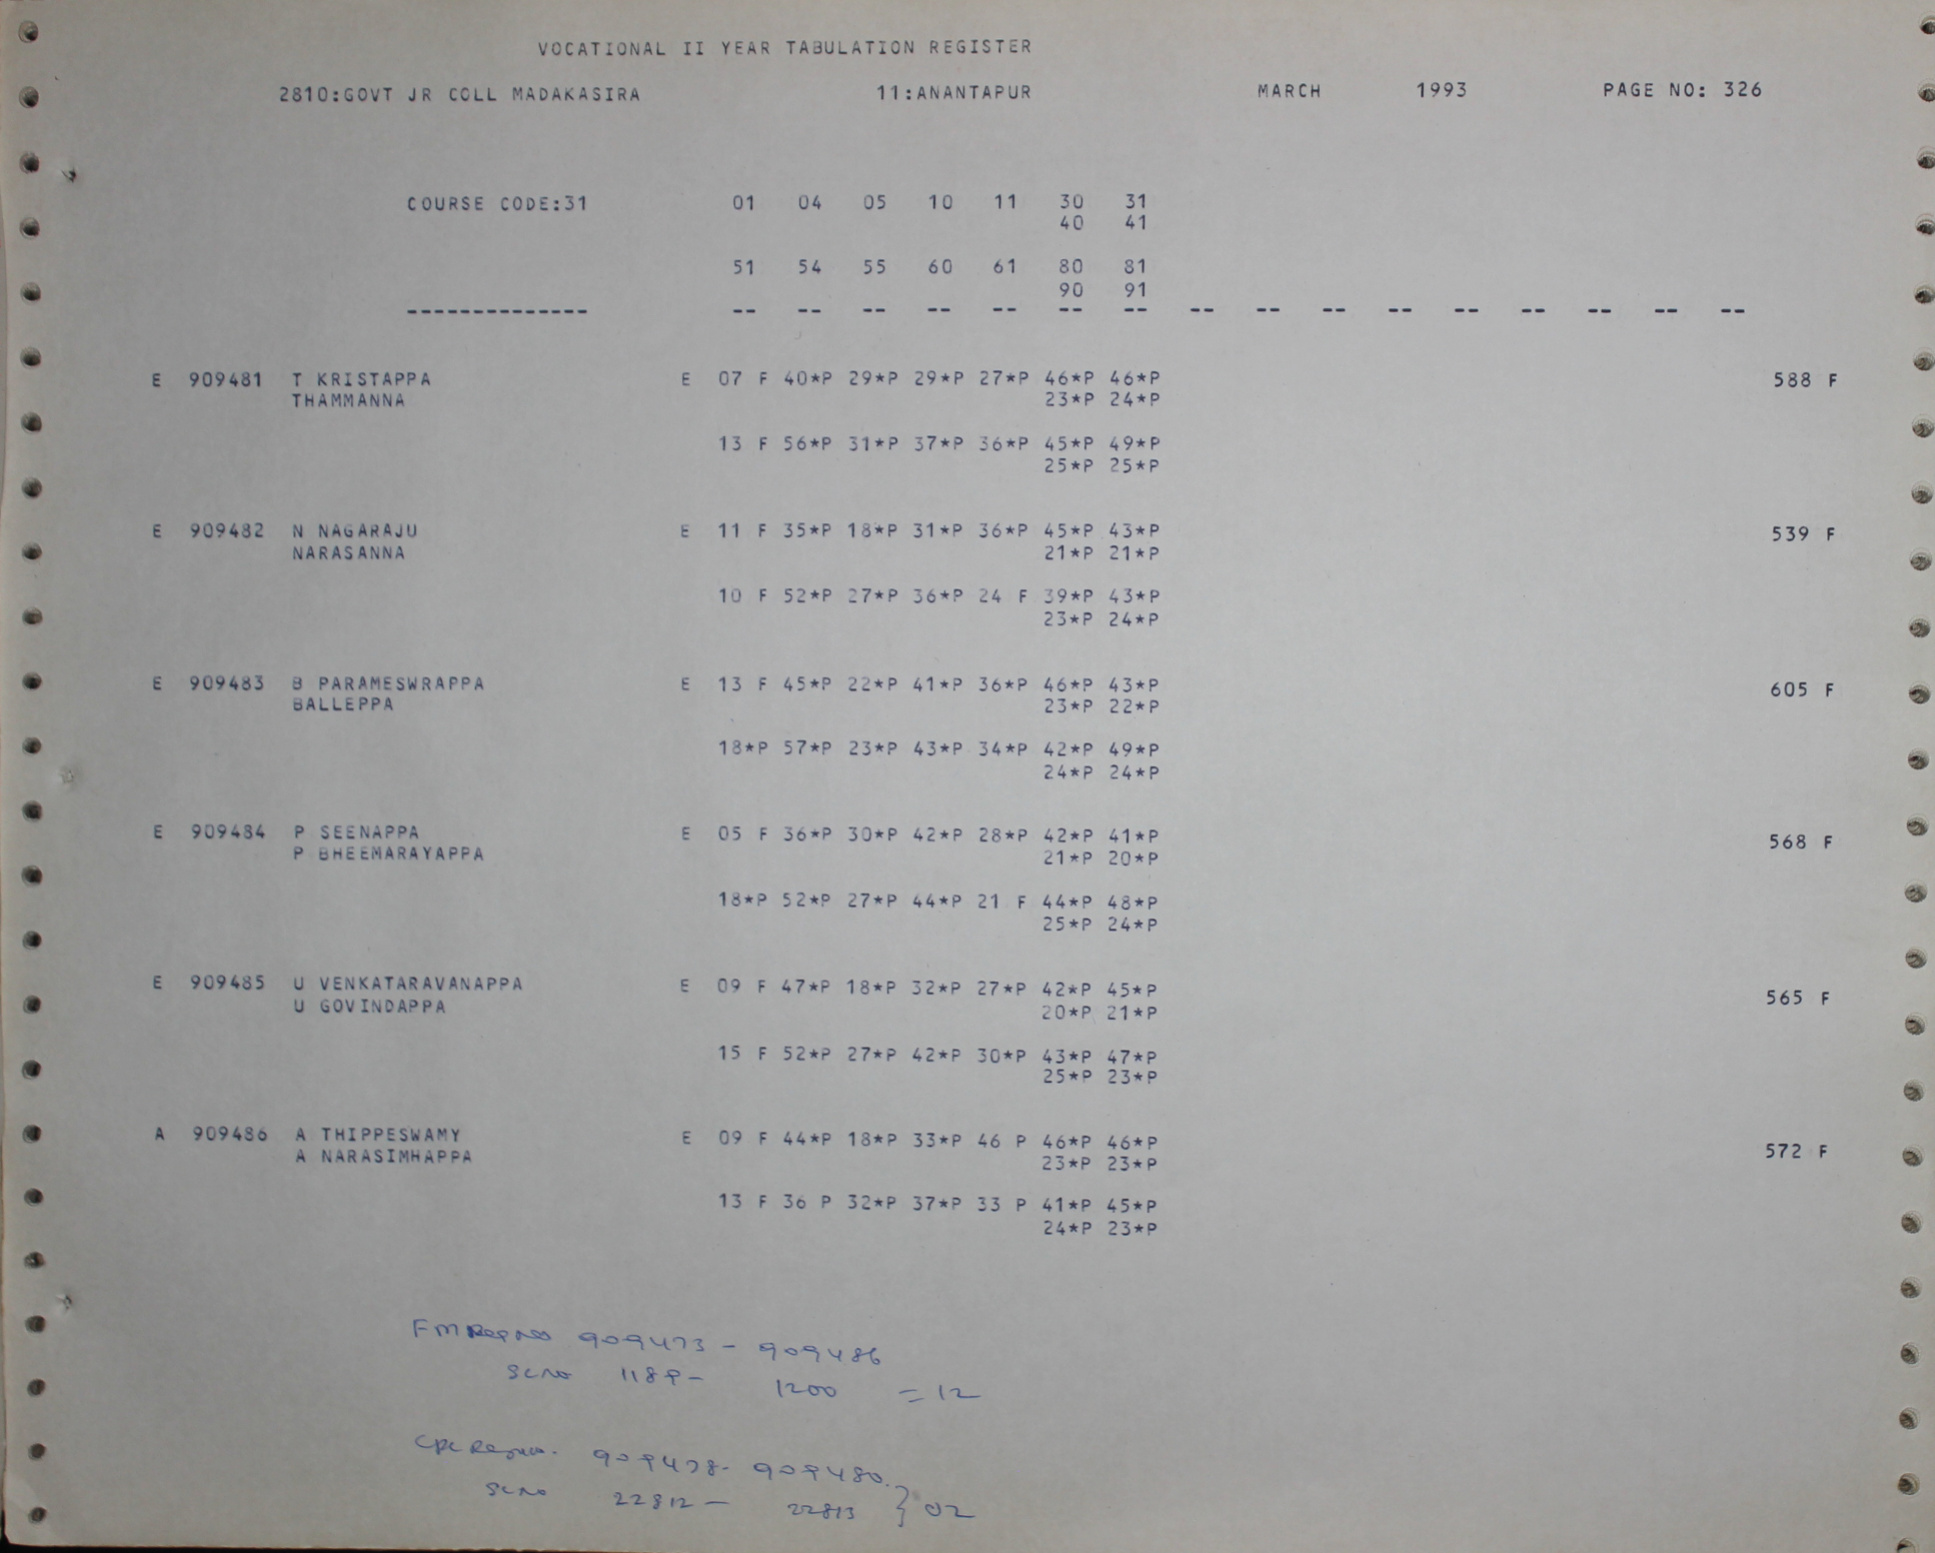 VOCATIONAL II YEAR TABULATION REGISTER
2810:GOVT JR COLL MADAKASIRA 11:ANANTAPUR MARCH 1993 PAGE NO: 326
COURSE CODE:31 01 04 05 10 11 30 31
40 41
51 54 55 60 61 80 81
90 91
-------------- -- -- -- -- -- -- -- -- -- -- -- -- -- -- -- --
E 909481 T KRISTAPPA E 07 F 40*P 29*P 29*P 27*P 46*P 46*P 588 F
THAMMANNA 23*P 24*P
13 F 56*P 31*P 37*P 36*P 45*P 49*P
25*P 25*P
E 909482 N NAGARAJU E 11 F 35*P 18*P 31*P 36*P 45*P 43*P 539 F
NARASANNA 21*P 21*P
10 F 52*P 27*P 36*P 24 F 39*P 43*P
23*P 24*P
E 909483 B PARAMESWRAPPA E 13 F 45*P 22*P 41*P 36*P 46*P 43*P 605 F
BALLEPPA 23*P 22*P
18*P 57*P 23*P 43*P 34*P 42*P 49*P
24*P 24*P
E 909484 P SEENAPPA E 05 F 36*P 30*P 42*P 28*P 42*P 41*P 568 F
P BHEEMARAYAPPA 21*P 20*P
18*P 52*P 27*P 44*P 21 F 44*P 48*P
25*P 24*P
E 909485 U VENKATARAVANAPPA E 09 F 47*P 18*P 32*P 27*P 42*P 45*P 565 F
U GOVINDAPPA 20*P 21*P
15 F 52*P 27*P 42*P 30*P 43*P 47*P
25*P 23*P
A 909486 A THIPPESWAMY E 09 F 44*P 18*P 33*P 46 P 46*P 46*P 572 F
A NARASIMHAPPA 23*P 23*P
13 F 36 P 32*P 37*P 33 P 41*P 45*P
24*P 23*P
FM Regno 909473 - 909486
SCNO 1189 - 1200 = 12
909478 - 909480.
SCNO 22812 - 22813 } 02